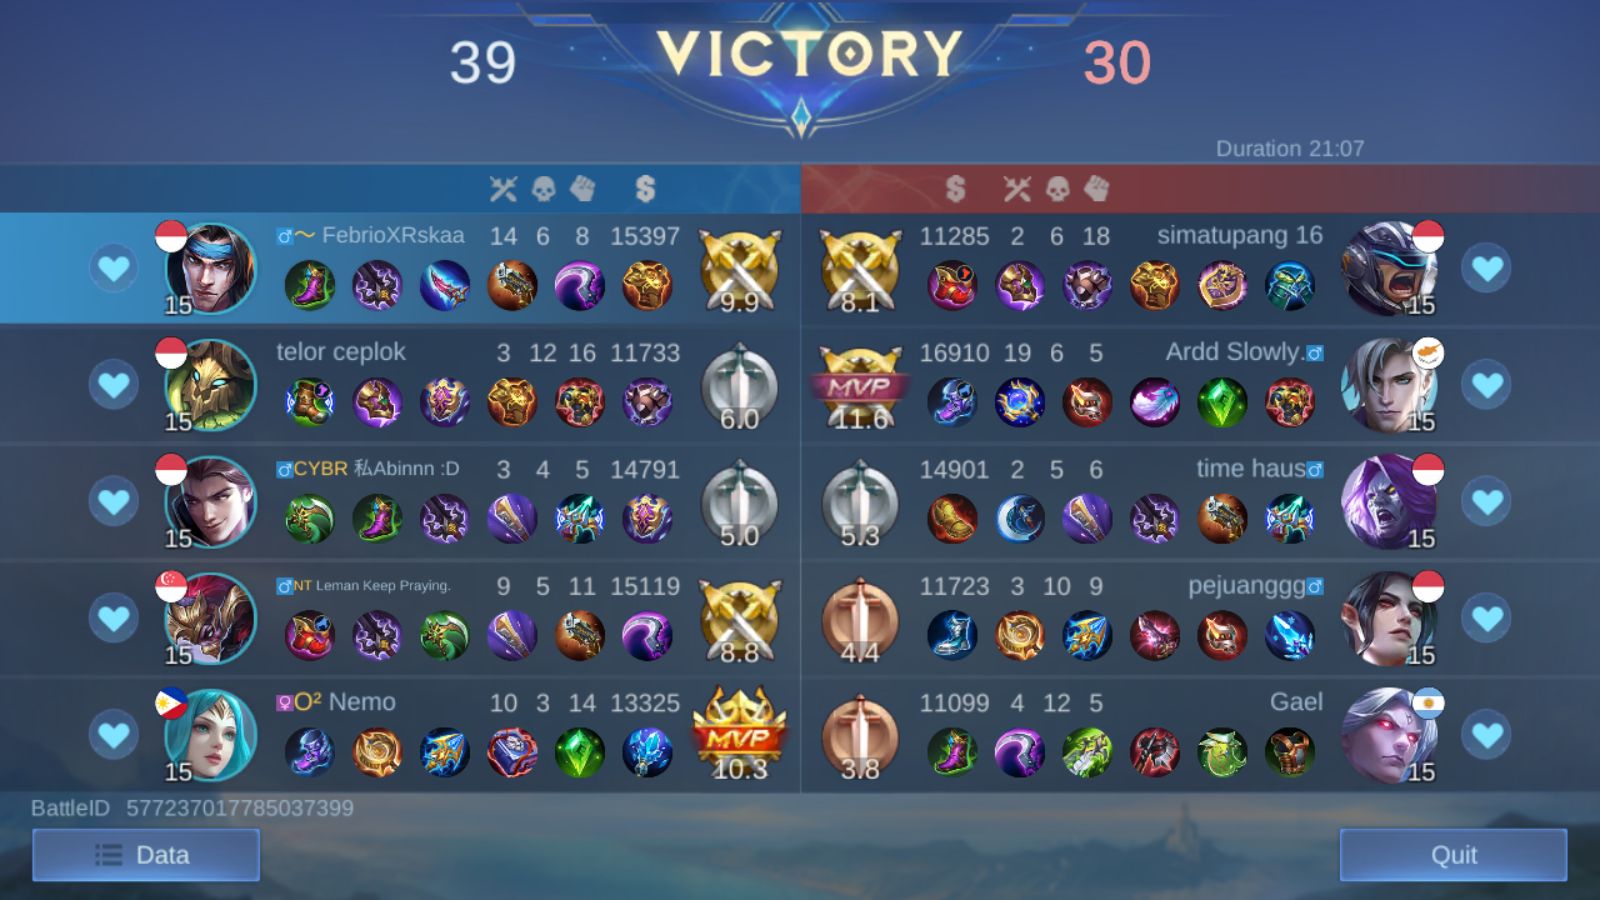 39 VICTORY 30
Duration 21:07
FebrioXRskaa 14 6 8 15397
15 9.9
11285 2 6 18 simatupang 16
8.1 15
telor ceplok 3 12 16 11733
15 6.0
16910 19 6 5 Ardd Slowly.
MVP 11.6 15
CYBR 私Abinnn :D 3 4 5 14791
15 5.0
14901 2 5 6 time haus
5.3 15
NT Leman Keep Praying. 9 5 11 15119
15 8.8
11723 3 10 9 pejuanggg
4.4 15
O² Nemo 10 3 14 13325
15 MVP 10.3
11099 4 12 5 Gael
3.8 15
BattleID 577237017785037399
Data
Quit